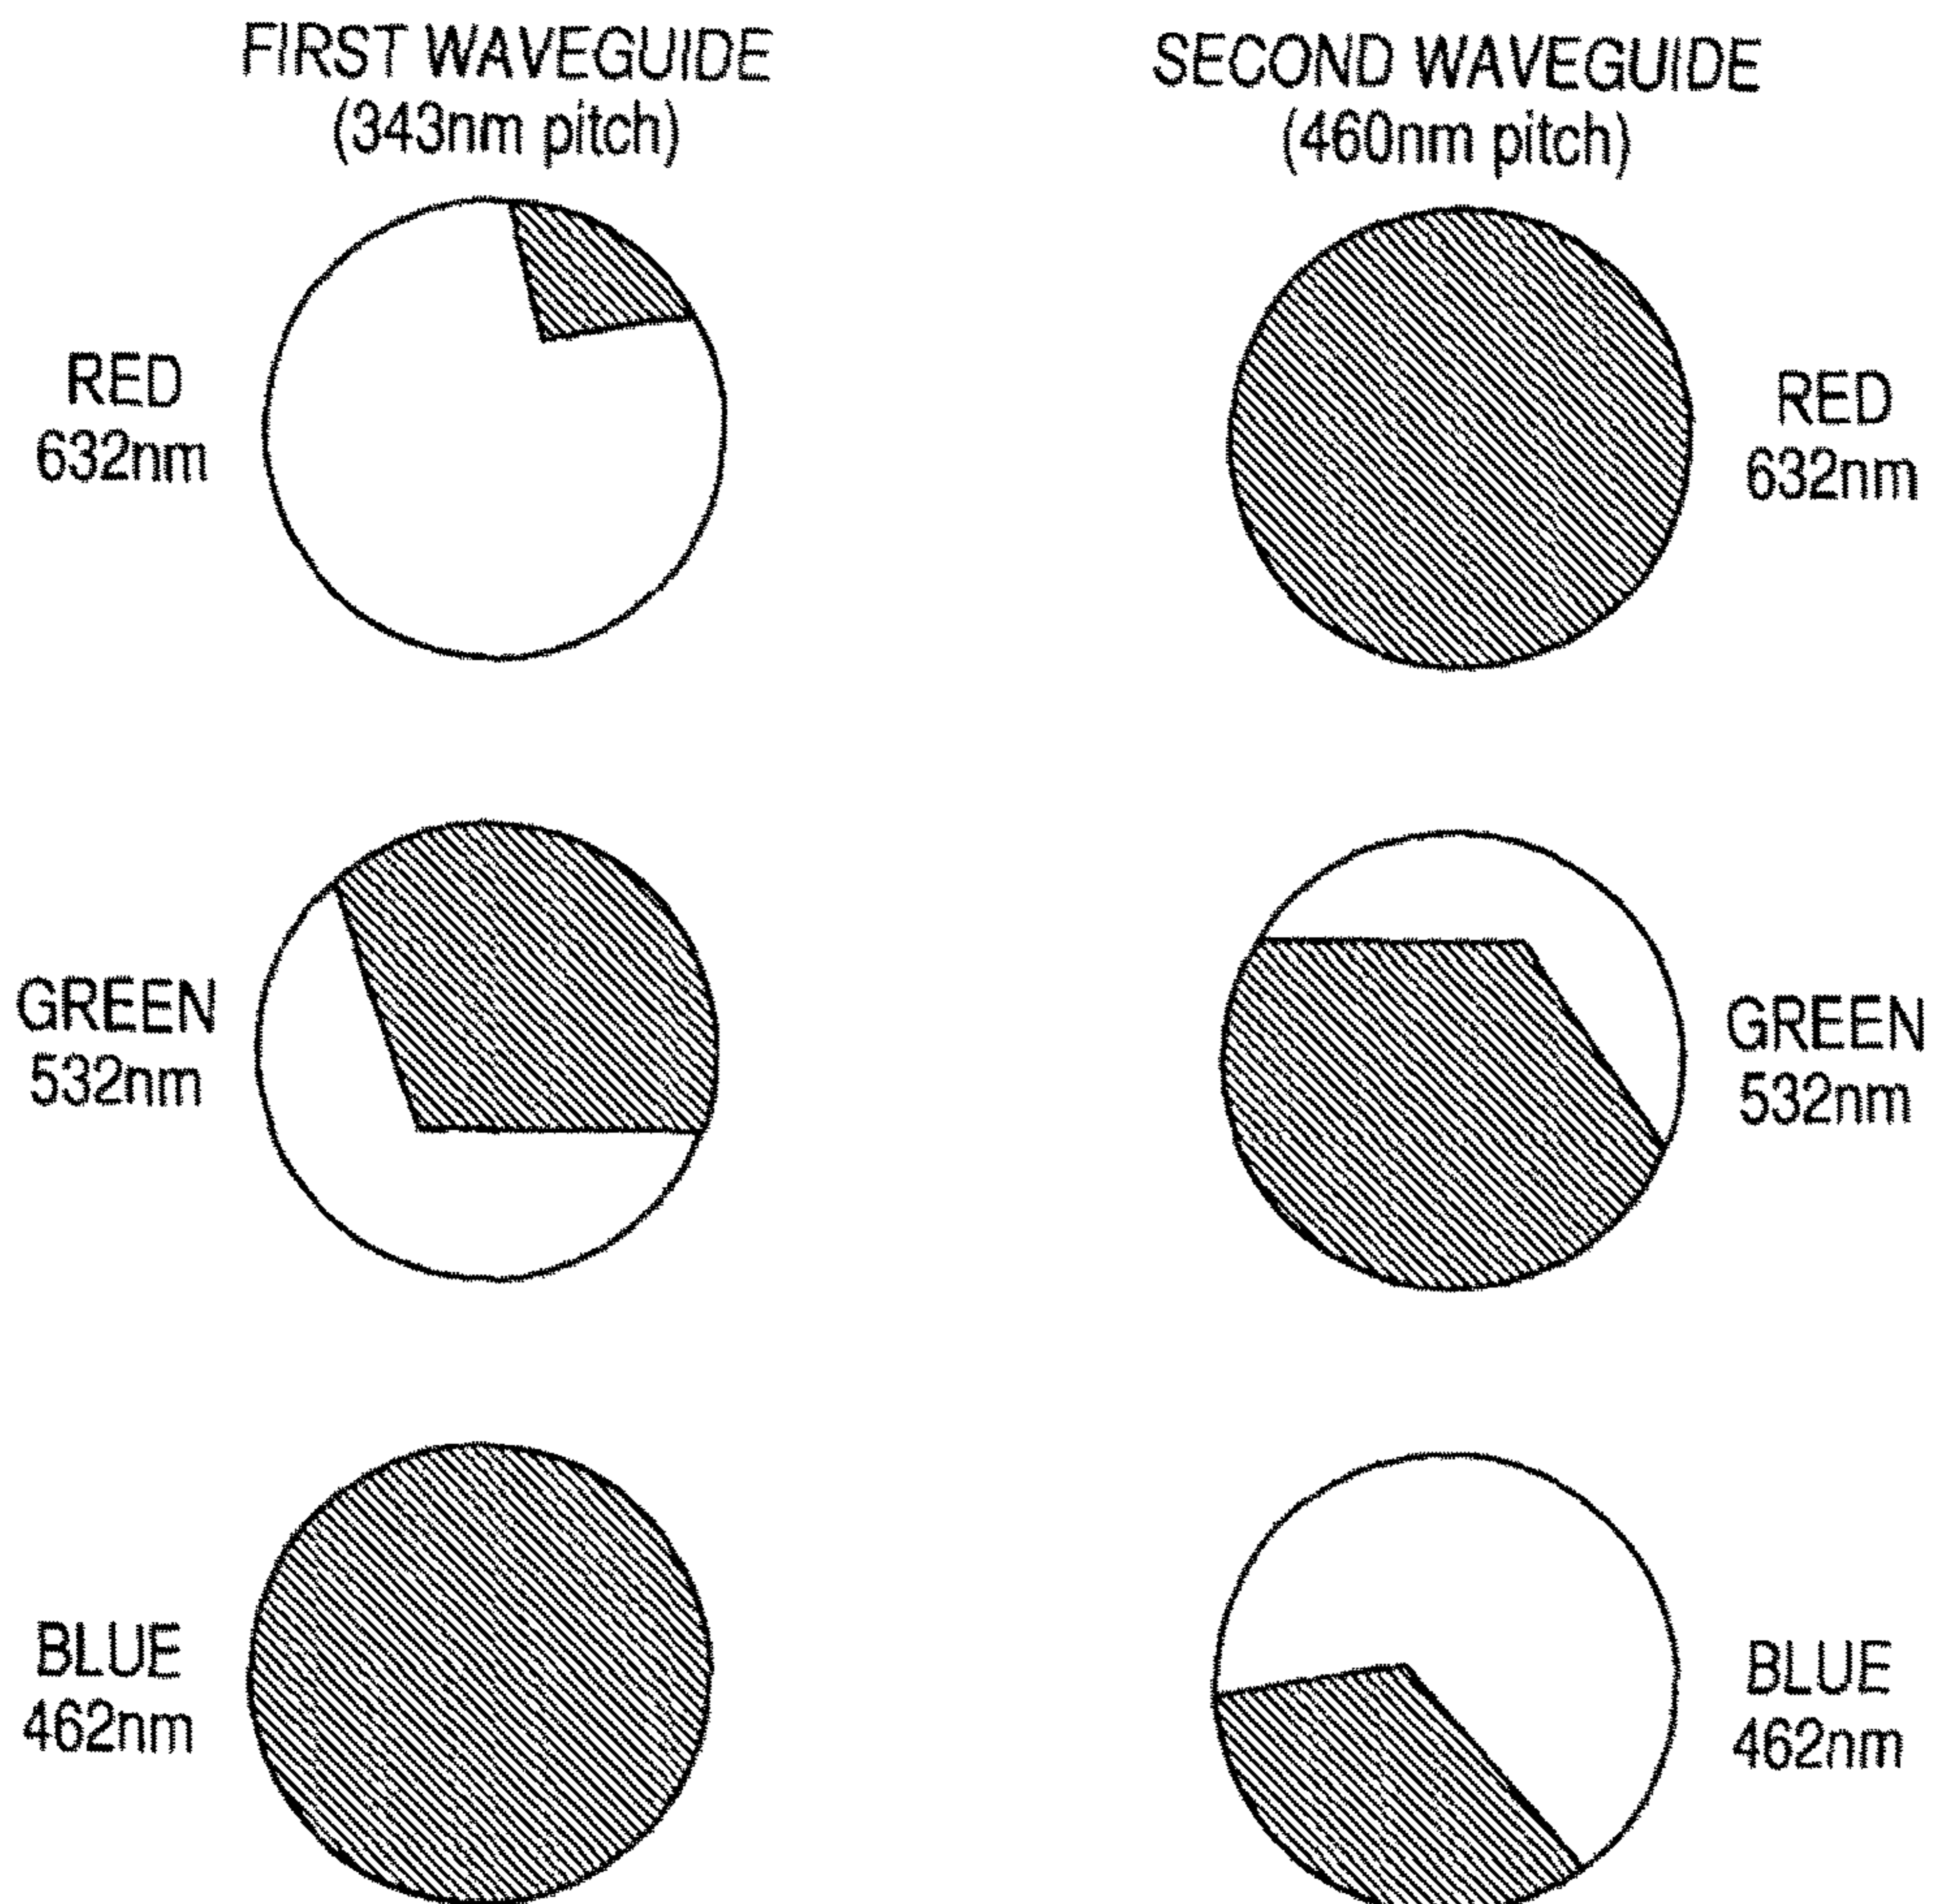 FIRST WAVEGUIDE
(343nm pitch)
SECOND WAVEGUIDE
(460nm pitch)
RED
632nm
RED
632nm
GREEN
532nm
GREEN
532nm
BLUE
462nm
BLUE
462nm